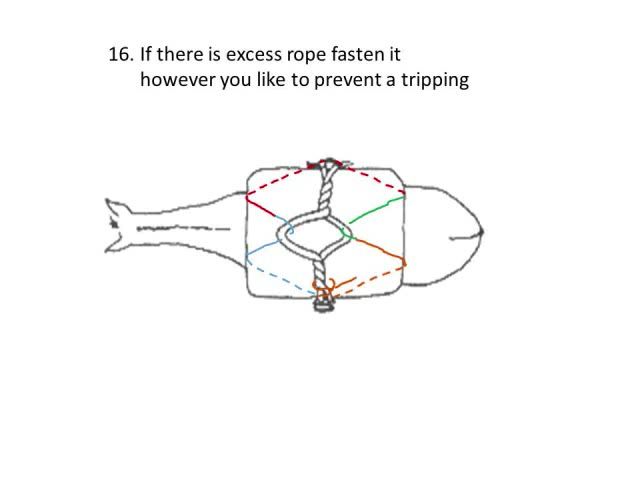 16. If there is excess rope fasten it
however you like to prevent a tripping